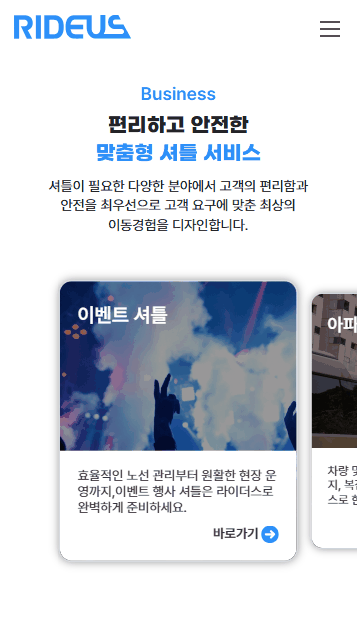 RIDEUS
Business
편리하고 안전한
맞춤형 셔틀 서비스
셔틀이 필요한 다양한 분야에서 고객의 편리함과
안전을 최우선으로 고객 요구에 맞춘 최상의
이동경험을 디자인합니다.
이벤트 셔틀
효율적인 노선 관리부터 원활한 현장 운
영까지,이벤트 행사 셔틀은 라이더스로
완벽하게 준비하세요.
바로가기
아파
차량 및
지, 복
스로 한